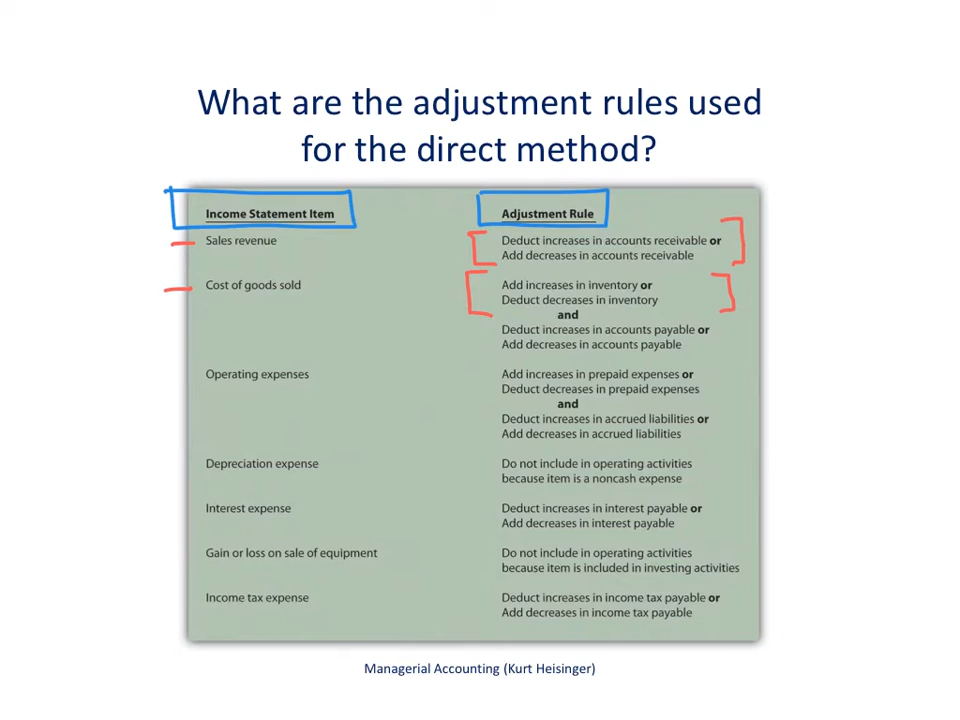 What are the adjustment rules used
for the direct method?
Income Statement Item
Adjustment Rule
Sales revenue
Deduct increases in accounts receivable or
Add decreases in accounts receivable
Cost of goods sold
Add increases in inventory or
Deduct decreases in inventory
and
Deduct increases in accounts payable or
Add decreases in accounts payable
Operating expenses
Add increases in prepaid expenses or
Deduct decreases in prepaid expenses
and
Deduct increases in accrued liabilities or
Add decreases in accrued liabilities
Depreciation expense
Do not include in operating activities
because item is a noncash expense
Interest expense
Deduct increases in interest payable or
Add decreases in interest payable
Gain or loss on sale of equipment
Do not include in operating activities
because item is included in investing activities
Income tax expense
Deduct increases in income tax payable or
Add decreases in income tax payable
Managerial Accounting (Kurt Heisinger)